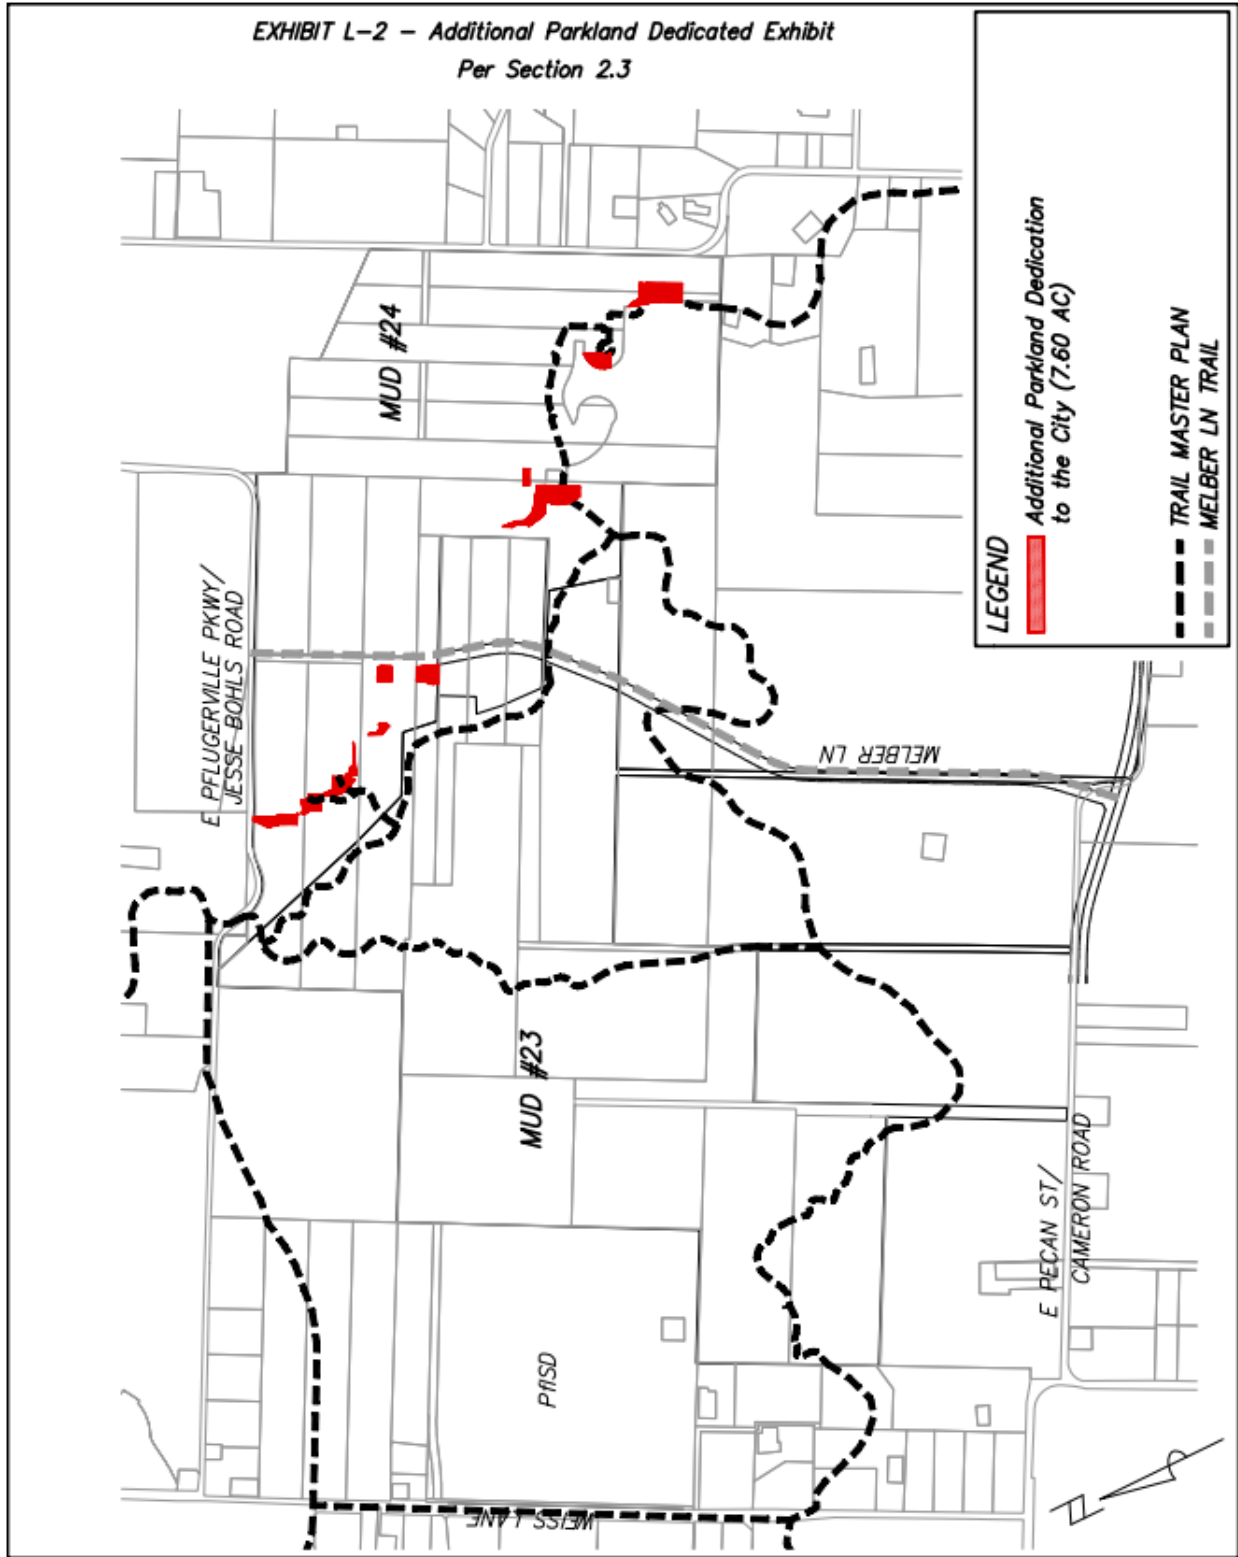 EXHIBIT L-2 - Additional Parkland Dedicated Exhibit
Per Section 2.3
LEGEND
Additional Parkland Dedication
to the City (7.60 AC)
TRAIL MASTER PLAN
MELBER LN TRAIL
MUD #24
E PFLUGERVILLE PKWY/
JESSE BOHLS ROAD
MELBER LN
MUD #23
E PECAN ST/
CAMERON ROAD
PfISD
WEISS LANE
N